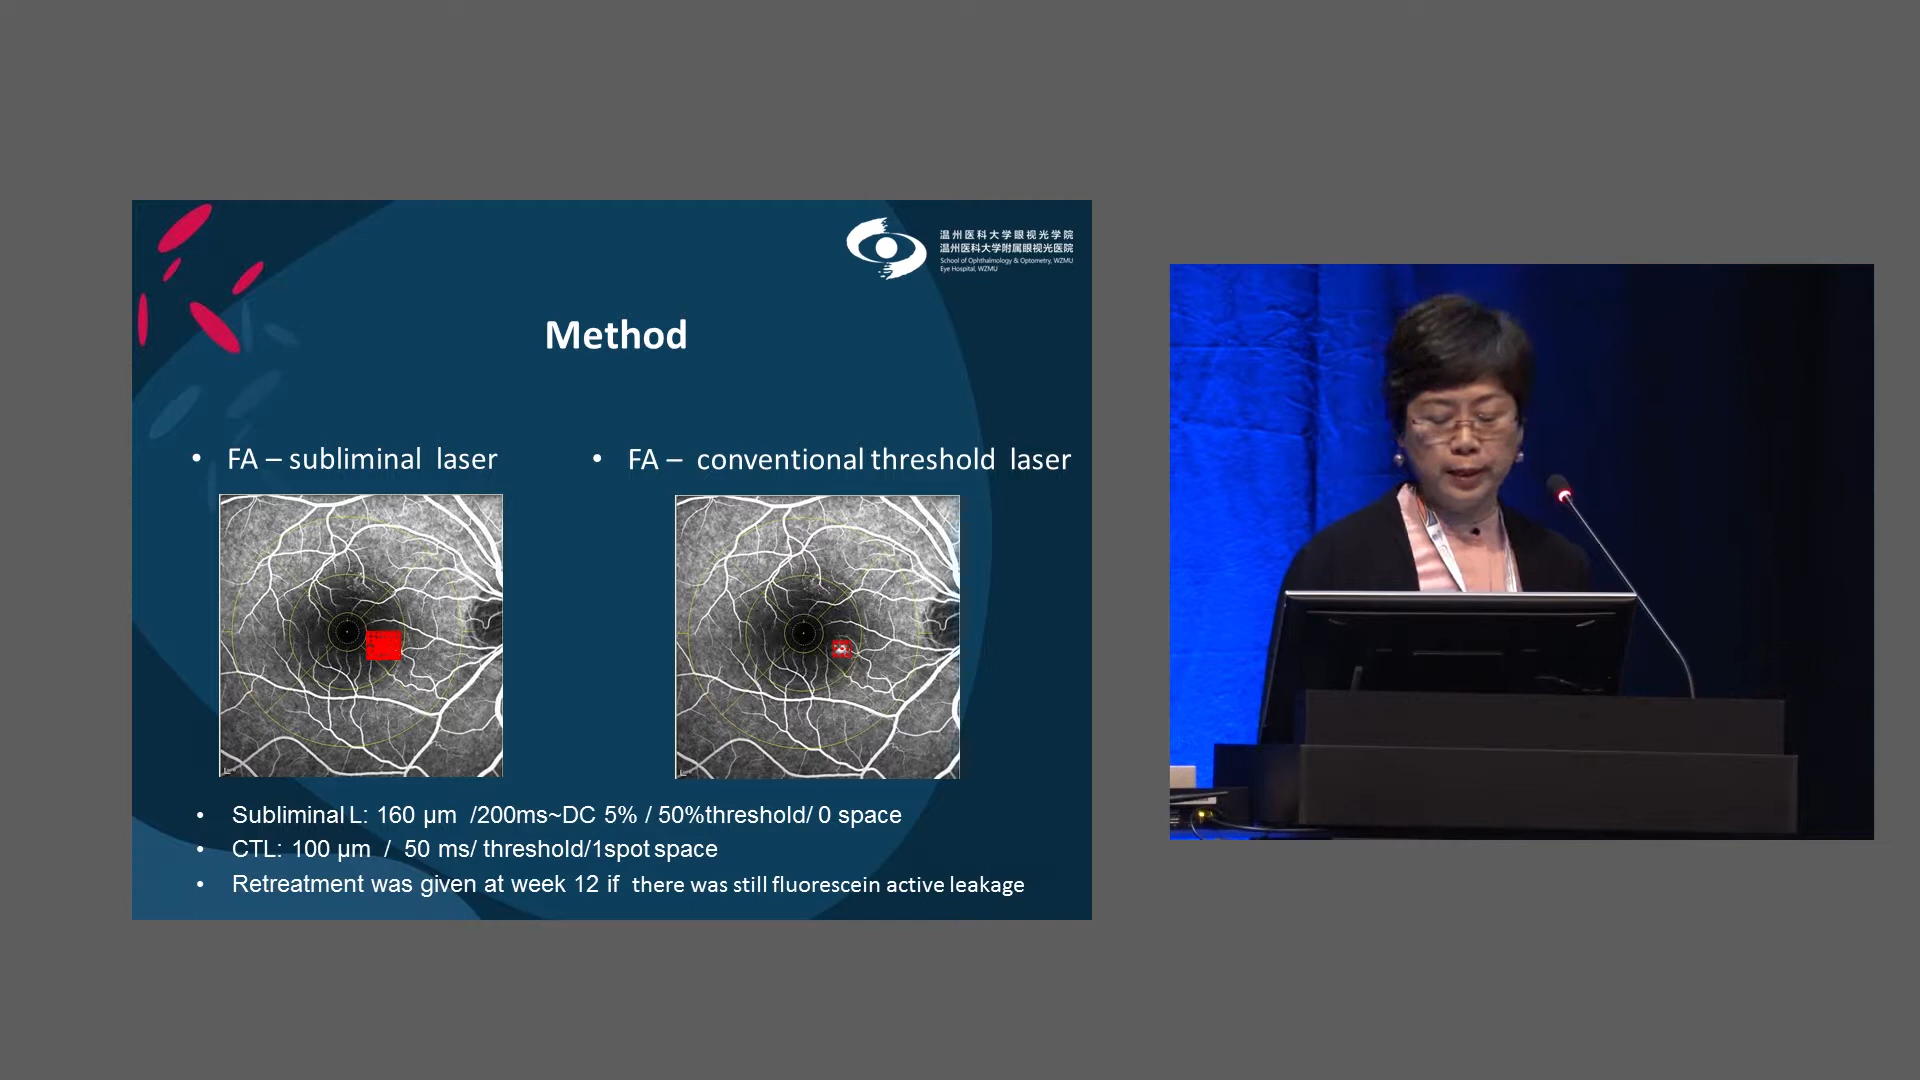 温州医科大学眼视光学院
温州医科大学附属眼视光医院
School of Ophthalmology & Optometry, WZMU
Eye Hospital, WZMU
Method
• FA – subliminal laser
• FA – conventional threshold laser
• Subliminal L: 160 µm /200ms~DC 5% / 50%threshold/ 0 space
• CTL: 100 µm / 50 ms/ threshold/1spot space
• Retreatment was given at week 12 if there was still fluorescein active leakage